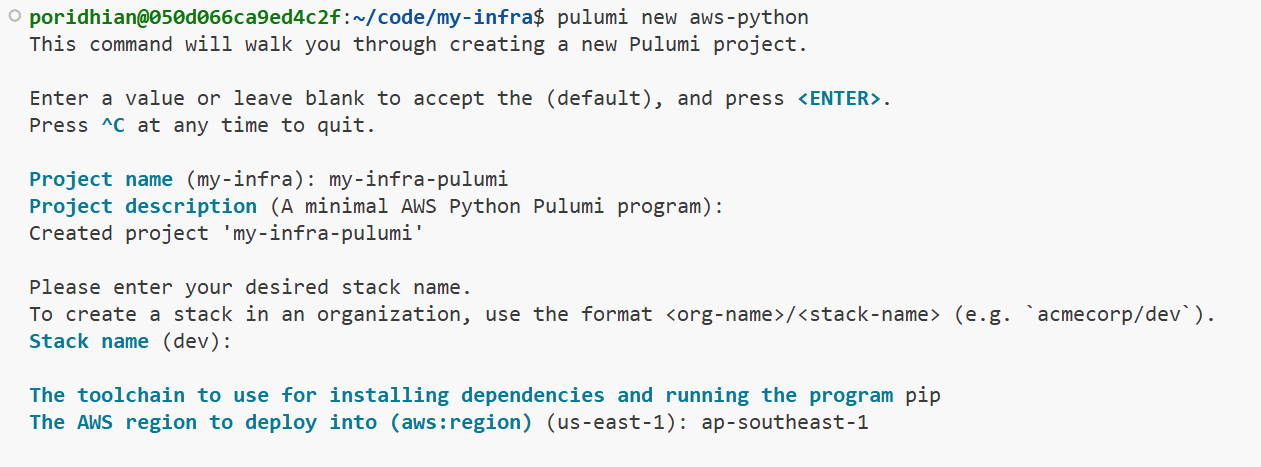 poridhian@050d066ca9ed4c2f:~/code/my-infra$ pulumi new aws-python
This command will walk you through creating a new Pulumi project.
Enter a value or leave blank to accept the (default), and press <ENTER>.
Press ^C at any time to quit.
Project name (my-infra): my-infra-pulumi
Project description (A minimal AWS Python Pulumi program):
Created project 'my-infra-pulumi'
Please enter your desired stack name.
To create a stack in an organization, use the format <org-name>/<stack-name> (e.g. `acmecorp/dev`).
Stack name (dev):
The toolchain to use for installing dependencies and running the program pip
The AWS region to deploy into (aws:region) (us-east-1): ap-southeast-1